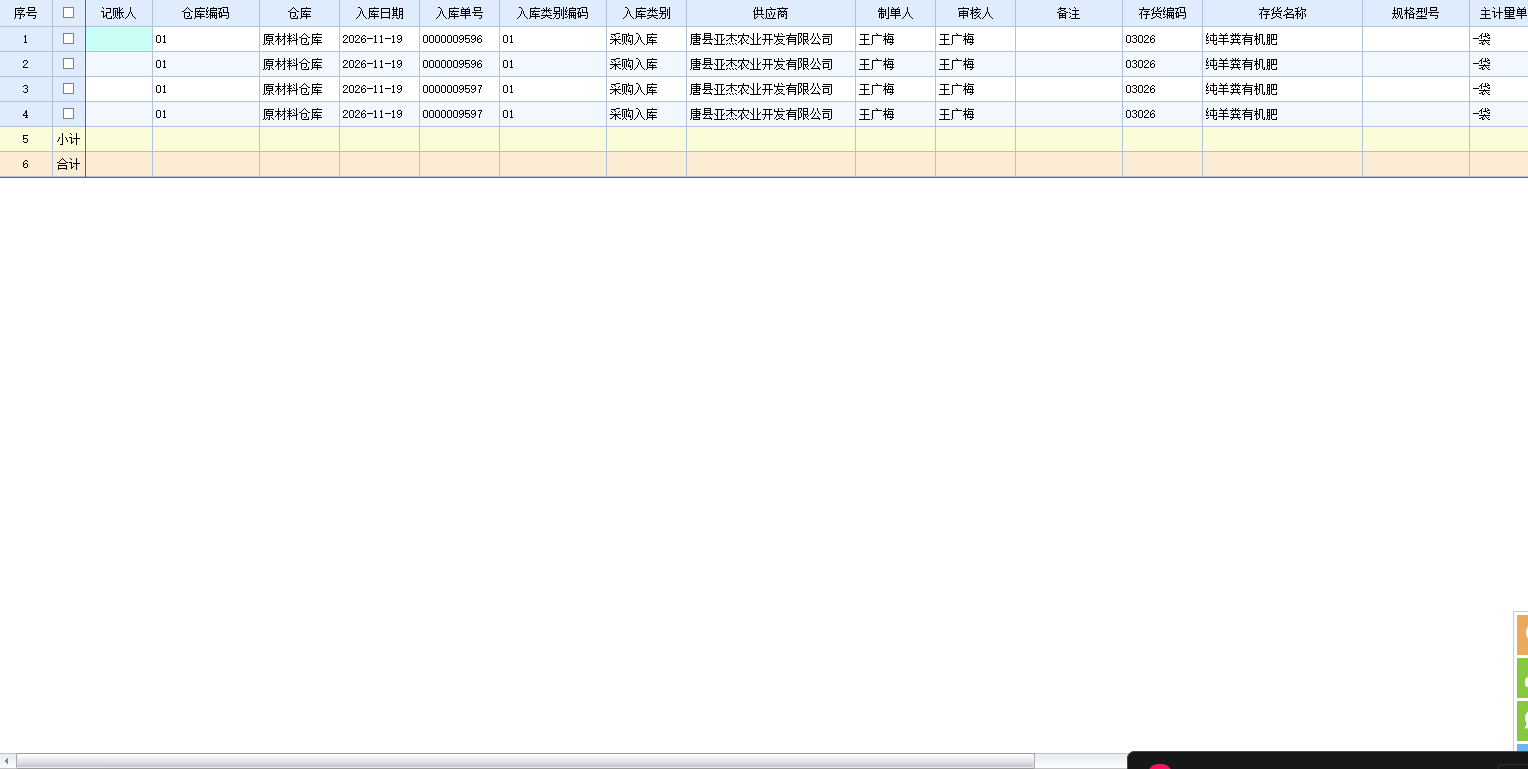 序号 记账人 仓库编码 仓库 入库日期 入库单号 入库类别编码 入库类别 供应商 制单人 审核人 备注 存货编码 存货名称 规格型号 主计量单
1 01 原材料仓库 2026-11-19 0000009596 01 采购入库 唐县亚杰农业开发有限公司 王广梅 王广梅 03026 纯羊粪有机肥 -袋
2 01 原材料仓库 2026-11-19 0000009596 01 采购入库 唐县亚杰农业开发有限公司 王广梅 王广梅 03026 纯羊粪有机肥 -袋
3 01 原材料仓库 2026-11-19 0000009597 01 采购入库 唐县亚杰农业开发有限公司 王广梅 王广梅 03026 纯羊粪有机肥 -袋
4 01 原材料仓库 2026-11-19 0000009597 01 采购入库 唐县亚杰农业开发有限公司 王广梅 王广梅 03026 纯羊粪有机肥 -袋
5 小计
6 合计